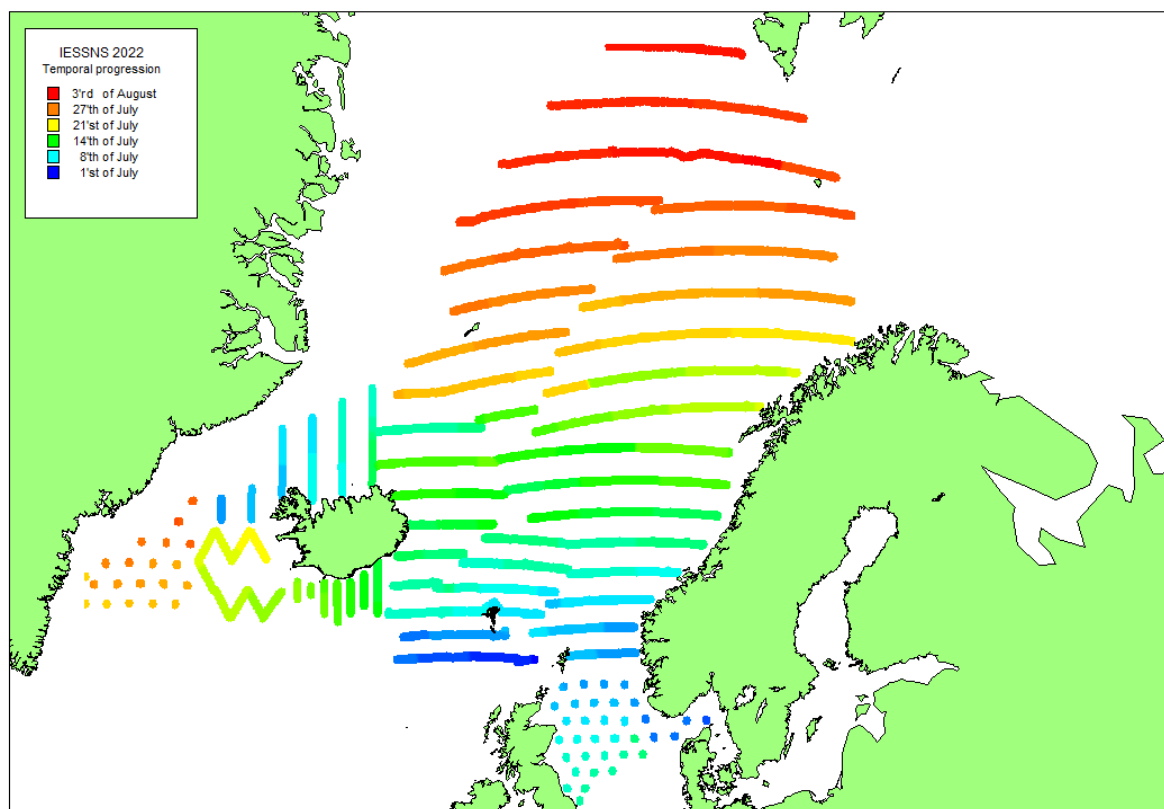 IESSNS 2022
Temporal progression
3'rd of August
27'th of July
21'st of July
14'th of July
8'th of July
1'st of July